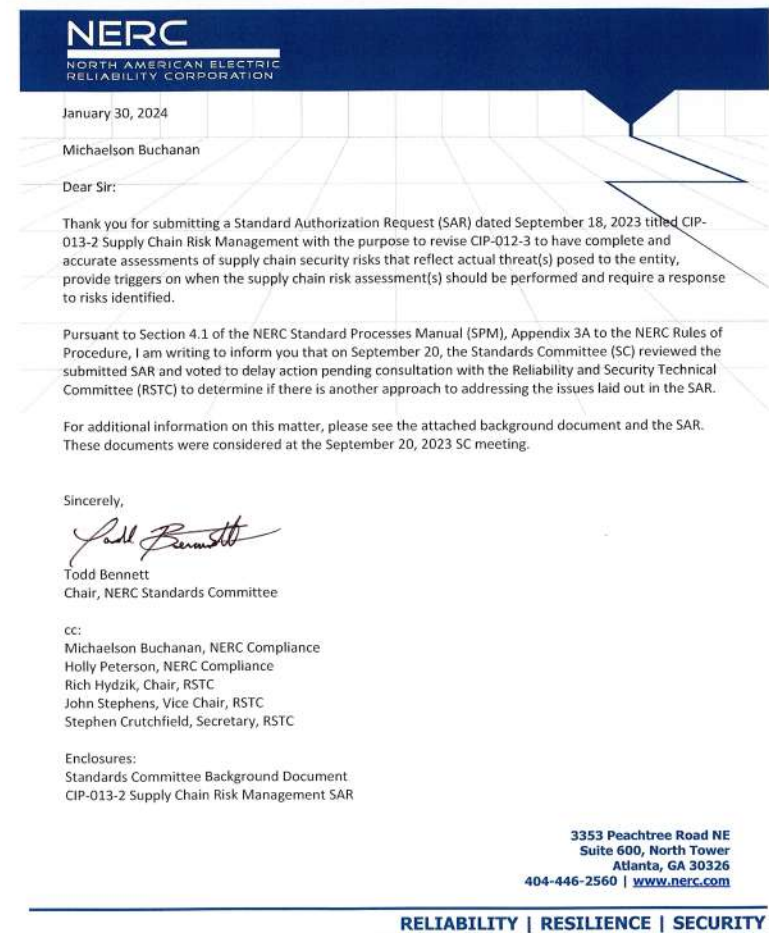 NERC
NORTH AMERICAN ELECTRIC
RELIABILITY CORPORATION
January 30, 2024
Michaelson Buchanan
Dear Sir:
Thank you for submitting a Standard Authorization Request (SAR) dated September 18, 2023 titled CIP-
013-2 Supply Chain Risk Management with the purpose to revise CIP-012-3 to have complete and
accurate assessments of supply chain security risks that reflect actual threat(s) posed to the entity,
provide triggers on when the supply chain risk assessment(s) should be performed and require a response
to risks identified.
Pursuant to Section 4.1 of the NERC Standard Processes Manual (SPM), Appendix 3A to the NERC Rules of
Procedure, I am writing to inform you that on September 20, the Standards Committee (SC) reviewed the
submitted SAR and voted to delay action pending consultation with the Reliability and Security Technical
Committee (RSTC) to determine if there is another approach to addressing the issues laid out in the SAR.
For additional information on this matter, please see the attached background document and the SAR.
These documents were considered at the September 20, 2023 SC meeting.
Sincerely,
Todd Bennett
Todd Bennett
Chair, NERC Standards Committee
cc:
Michaelson Buchanan, NERC Compliance
Holly Peterson, NERC Compliance
Rich Hydzik, Chair, RSTC
John Stephens, Vice Chair, RSTC
Stephen Crutchfield, Secretary, RSTC
Enclosures:
Standards Committee Background Document
CIP-013-2 Supply Chain Risk Management SAR
3353 Peachtree Road NE
Suite 600, North Tower
Atlanta, GA 30326
404-446-2560 | www.nerc.com
RELIABILITY | RESILIENCE | SECURITY